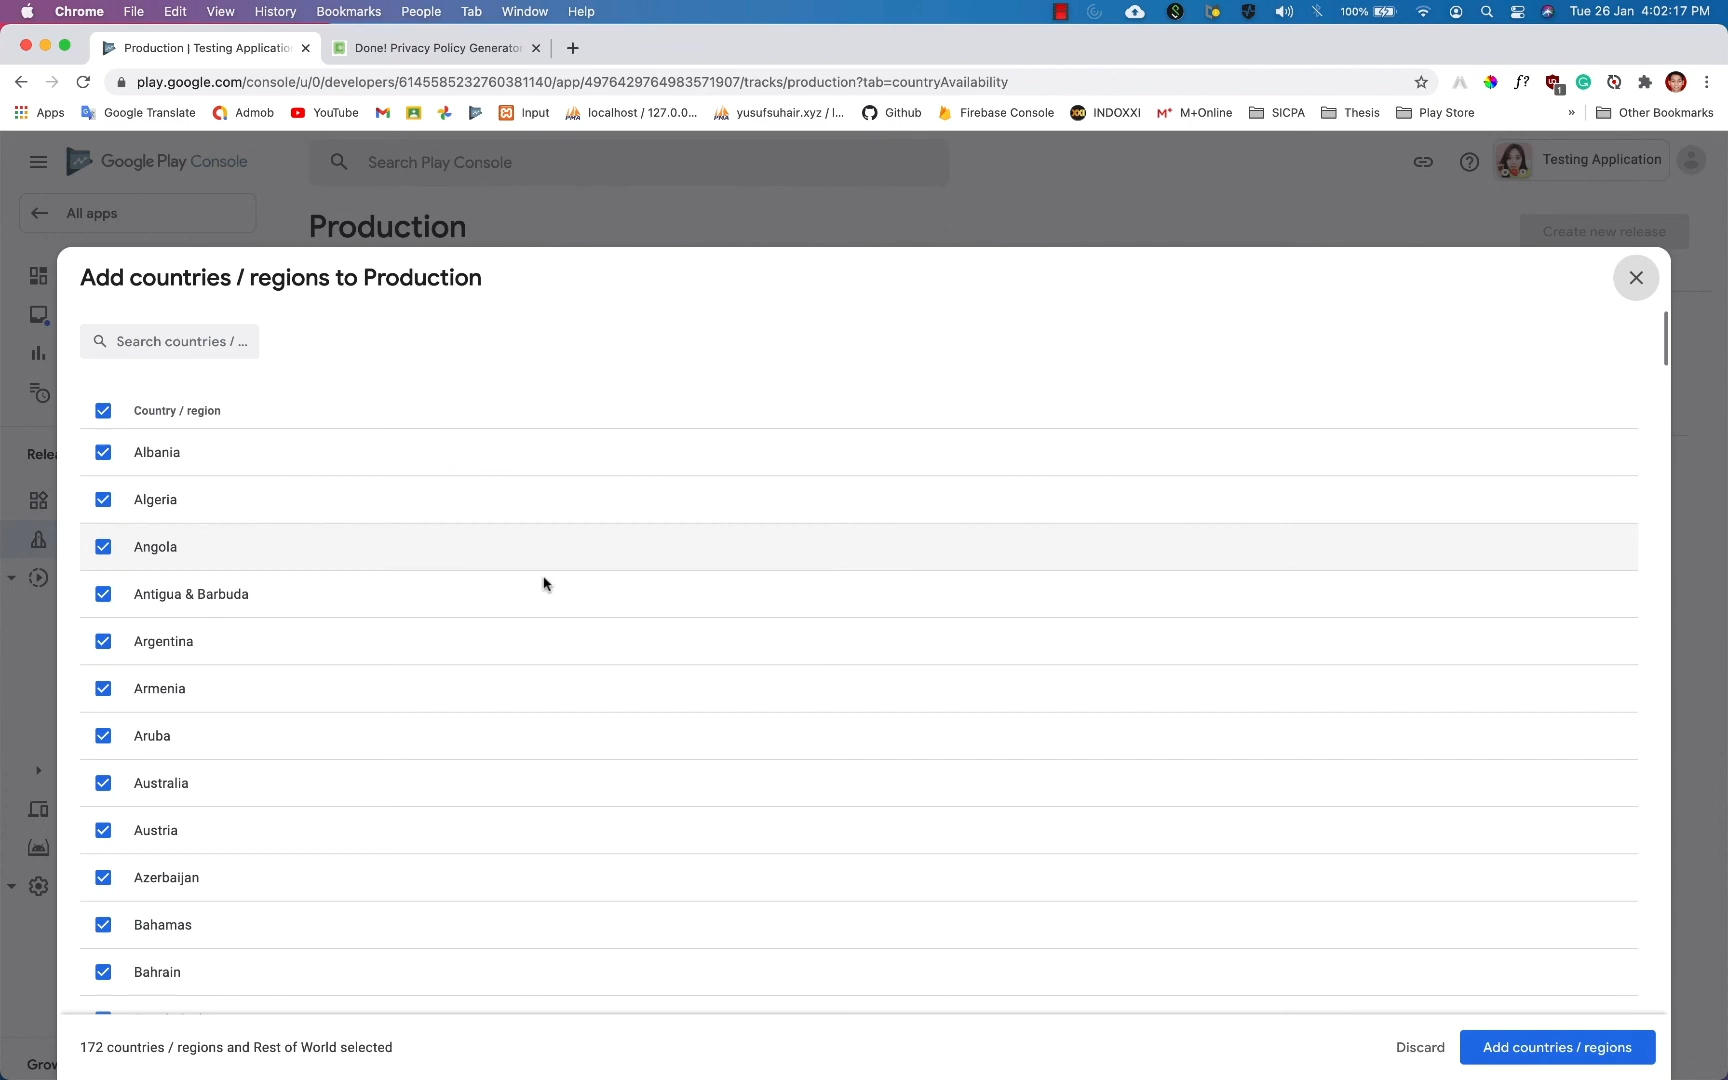 Chrome File Edit View History Bookmarks People Tab Window Help 100% Tue 26 Jan 4:02:17 PM
Production | Testing Applicatio Done! Privacy Policy Generator
play.google.com/console/u/0/developers/6145585232760381140/app/4976429764983571907/tracks/production?tab=countryAvailability f? 1
Apps Google Translate Admob YouTube Input localhost / 127.0.0... yusufsuhair.xyz / l... Github Firebase Console INDOXXI M+Online SICPA Thesis Play Store » Other Bookmarks
Google Play Console Search Play Console Testing Application
All apps
Production
Create new release
Add countries / regions to Production
Search countries / ...
Country / region
Albania
Relea
Algeria
Angola
Antigua & Barbuda
Argentina
Armenia
Aruba
Australia
Austria
Azerbaijan
Bahamas
Bahrain
172 countries / regions and Rest of World selected Discard Add countries / regions
Grow